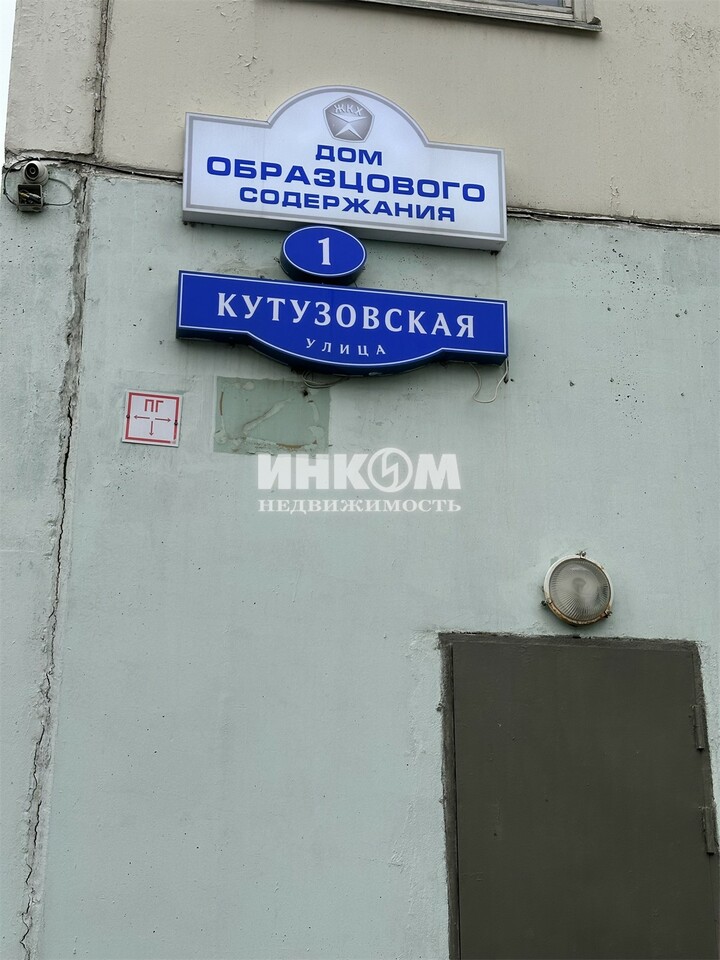 ЖКХ
ДОМ
ОБРАЗЦОВОГО
СОДЕРЖАНИЯ
1
КУТУЗОВСКАЯ
УЛИЦА
ПГ
ИНКОМ
НЕДВИЖИМОСТЬ